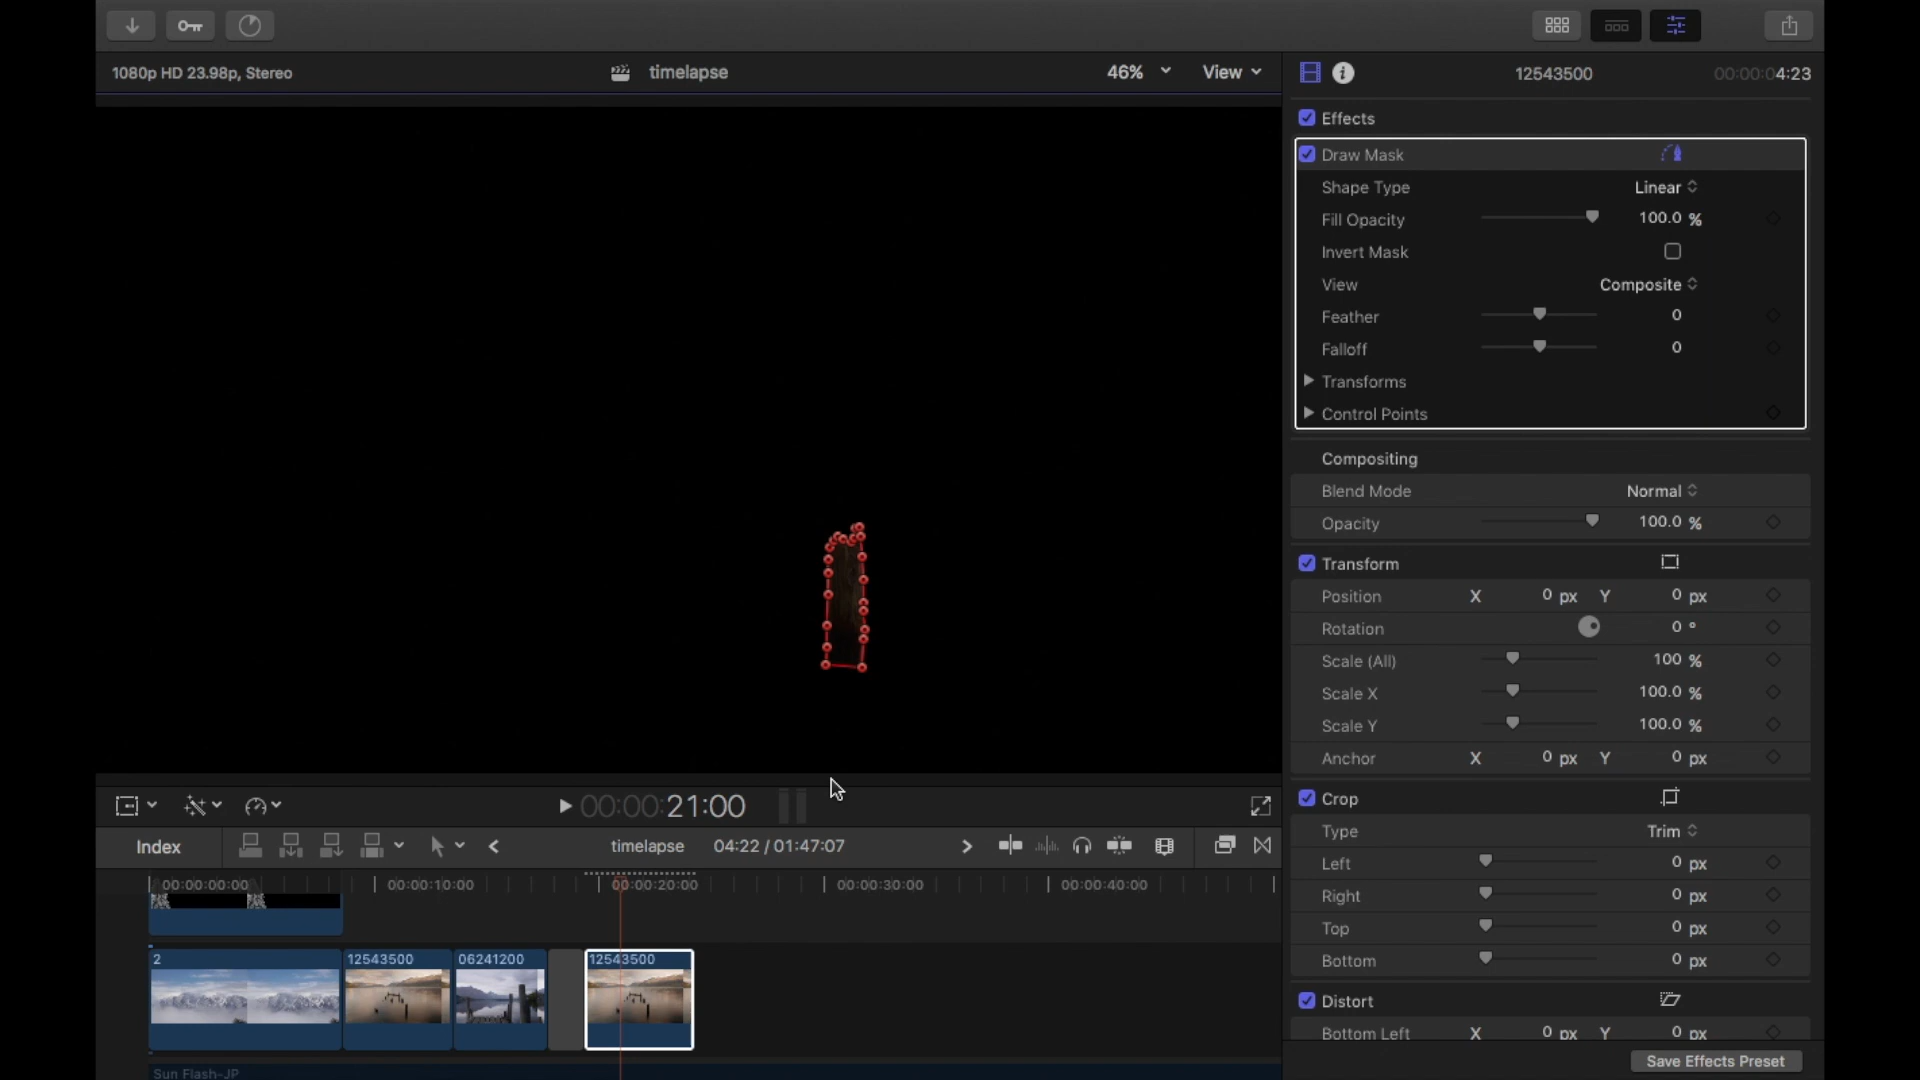 1080p HD 23.98p, Stereo
timelapse
46%
View
12543500
00:00:04:23
Effects
Draw Mask
Shape Type
Linear
Fill Opacity
100.0 %
Invert Mask
View
Composite
Feather
0
Falloff
0
Transforms
Control Points
Compositing
Blend Mode
Normal
Opacity
100.0 %
Transform
Position
X
0 px
Y
0 px
Rotation
0 °
Scale (All)
100 %
Scale X
100.0 %
Scale Y
100.0 %
Anchor
X
0 px
Y
0 px
Crop
Type
Trim
Left
0 px
Right
0 px
Top
0 px
Bottom
0 px
Distort
Bottom Left
X
0 px
Y
0 px
Save Effects Preset
00:00:21:00
Index
timelapse
04:22 / 01:47:07
00:00:00:00
00:00:10:00
00:00:20:00
00:00:30:00
00:00:40:00
2
12543500
06241200
12543500
Sun Flash-JP